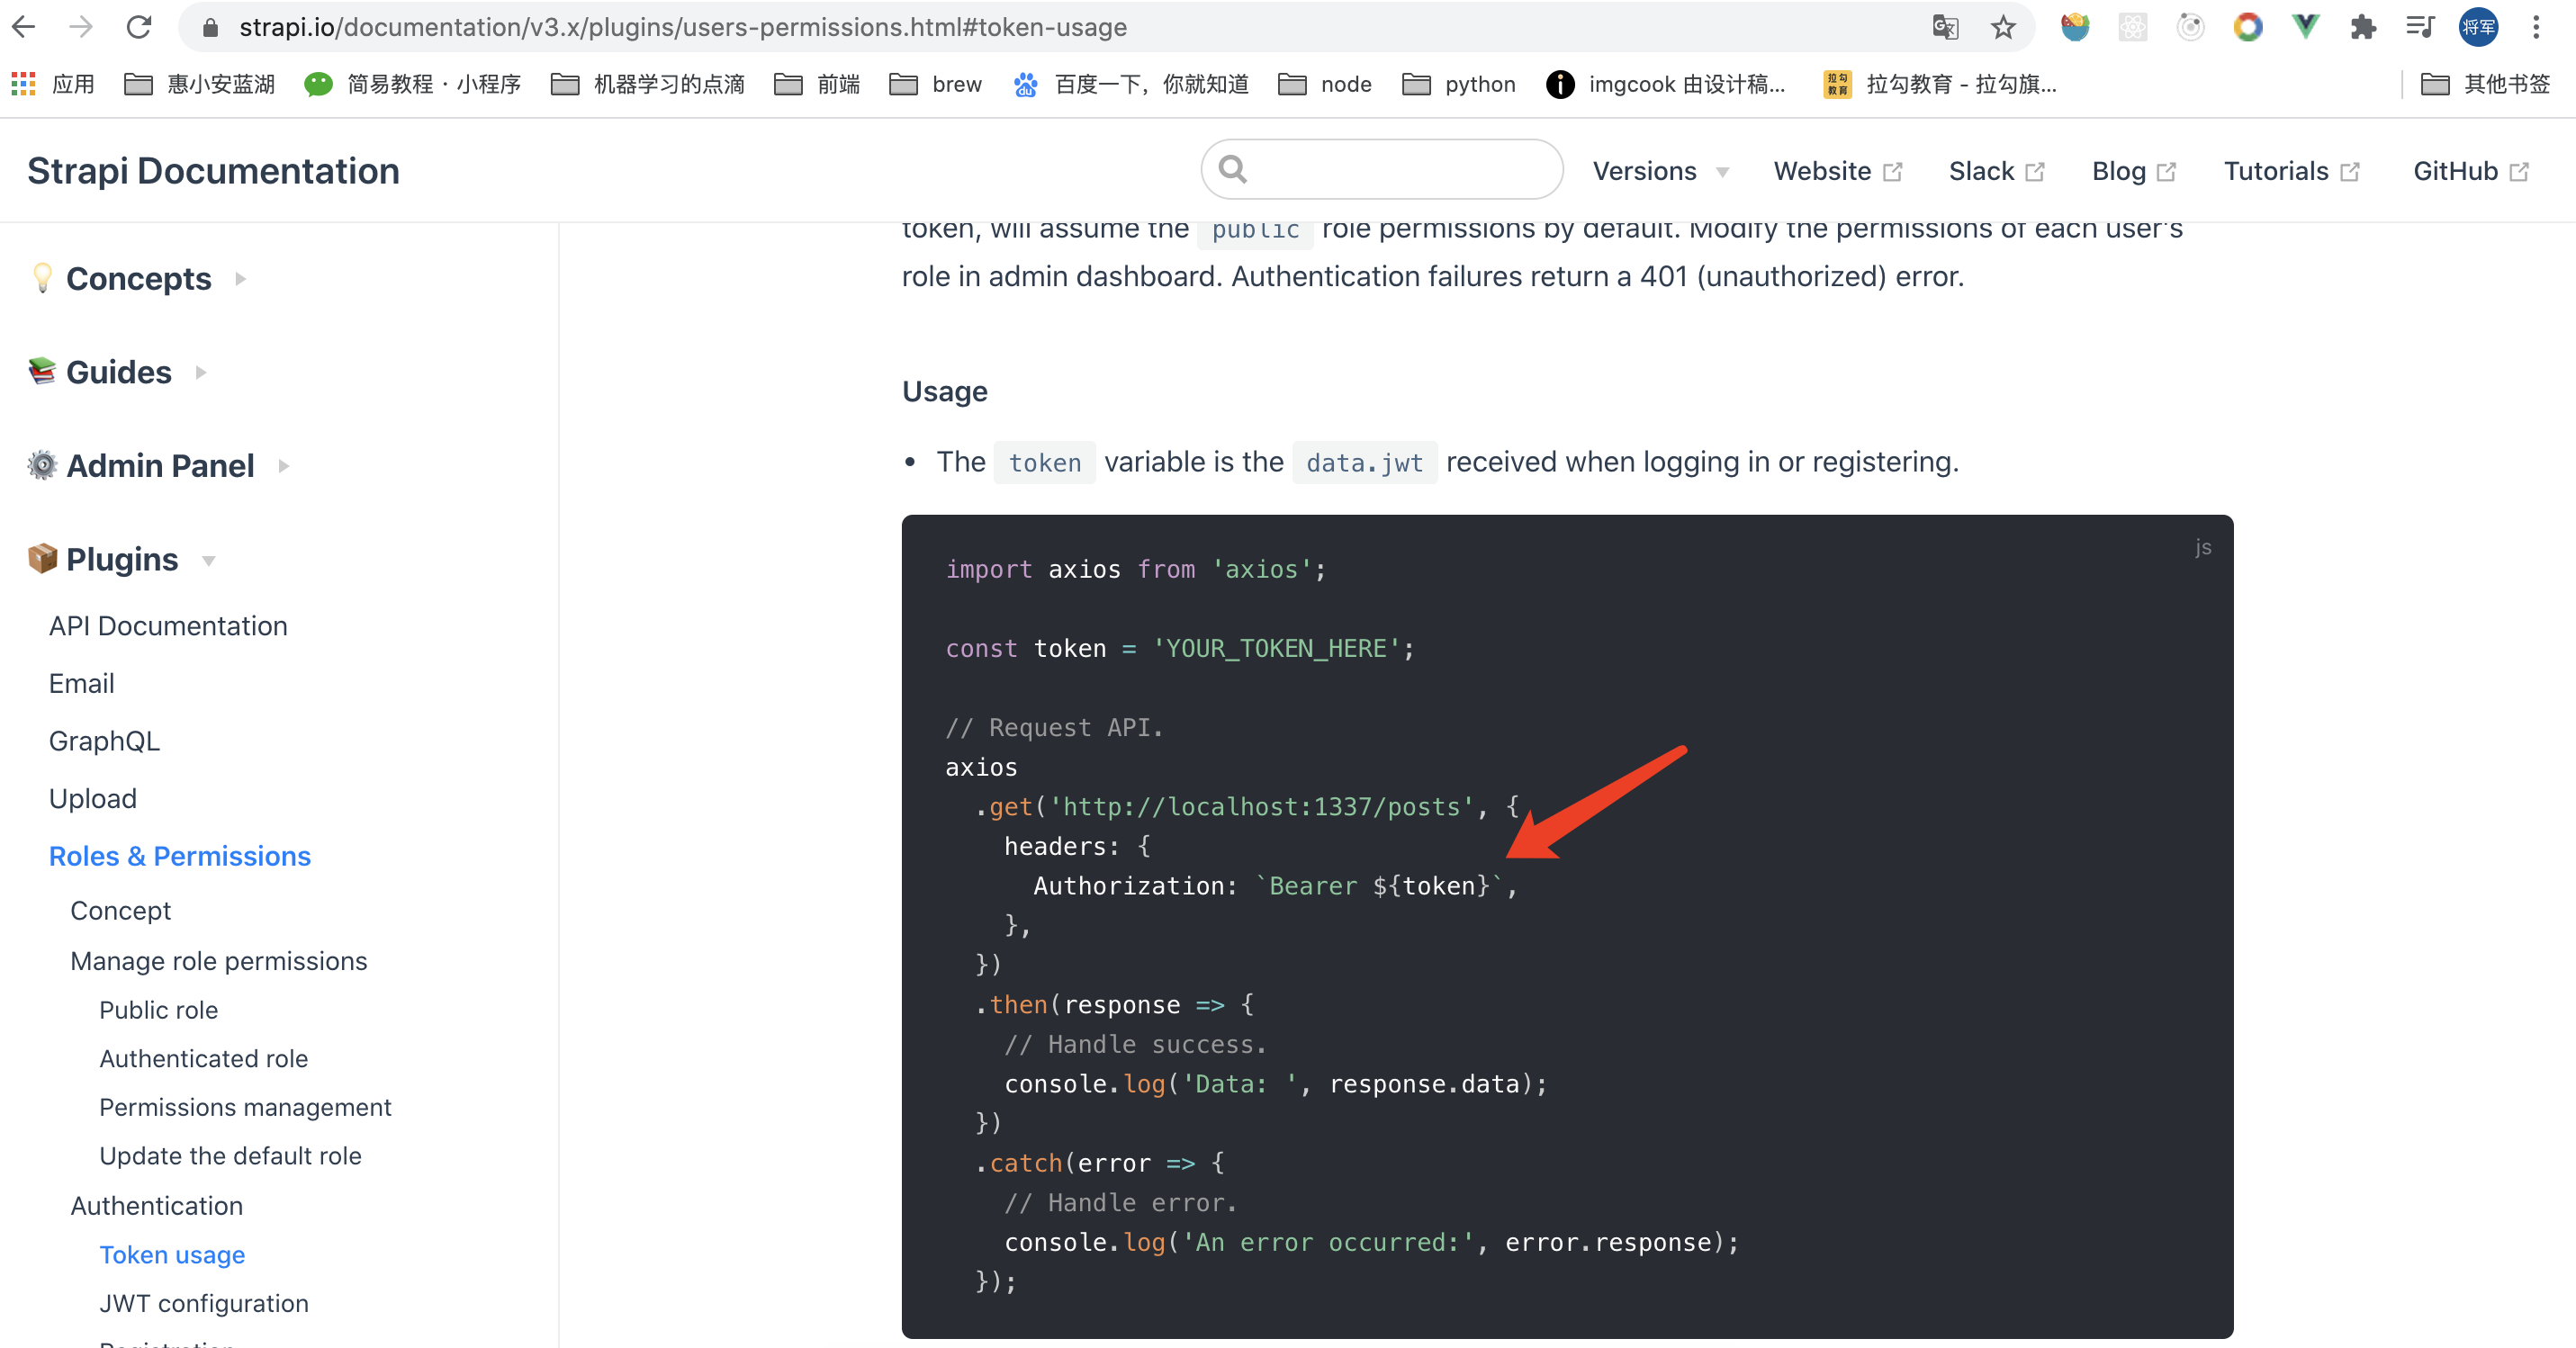 strapi.io/documentation/v3.x/plugins/users-permissions.html#token-usage
将军
应用 惠小安蓝湖 简易教程 · 小程序 机器学习的点滴 前端 brew 百度一下，你就知道 node python imgcook 由设计稿... 拉勾教育 拉勾教育 - 拉勾旗... 其他书签
Strapi Documentation
Versions Website Slack Blog Tutorials GitHub
Concepts
Guides
Admin Panel
Plugins
API Documentation
Email
GraphQL
Upload
Roles & Permissions
Concept
Manage role permissions
Public role
Authenticated role
Permissions management
Update the default role
Authentication
Token usage
JWT configuration
Registration
token, will assume the public role permissions by default. Modify the permissions of each user's
role in admin dashboard. Authentication failures return a 401 (unauthorized) error.
Usage
• The token variable is the data.jwt received when logging in or registering.
js
import axios from 'axios';
const token = 'YOUR_TOKEN_HERE';
// Request API.
axios
  .get('http://localhost:1337/posts', {
    headers: {
      Authorization: `Bearer ${token}`,
    },
  })
  .then(response => {
    // Handle success.
    console.log('Data: ', response.data);
  })
  .catch(error => {
    // Handle error.
    console.log('An error occurred:', error.response);
  });